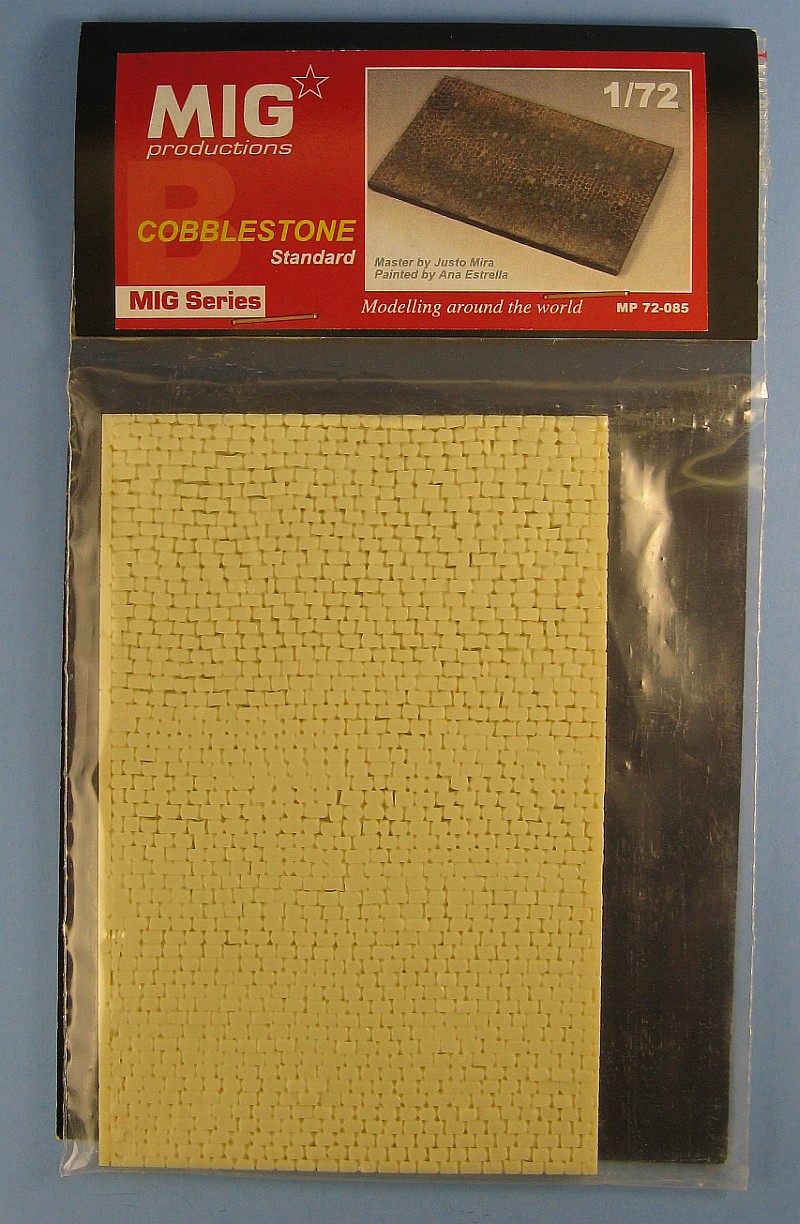 MIG
productions
B
COBBLESTONE
Standard
MIG Series
1/72
Master by Justo Mira
Painted by Ana Estrella
Modelling around the world
MP 72-085